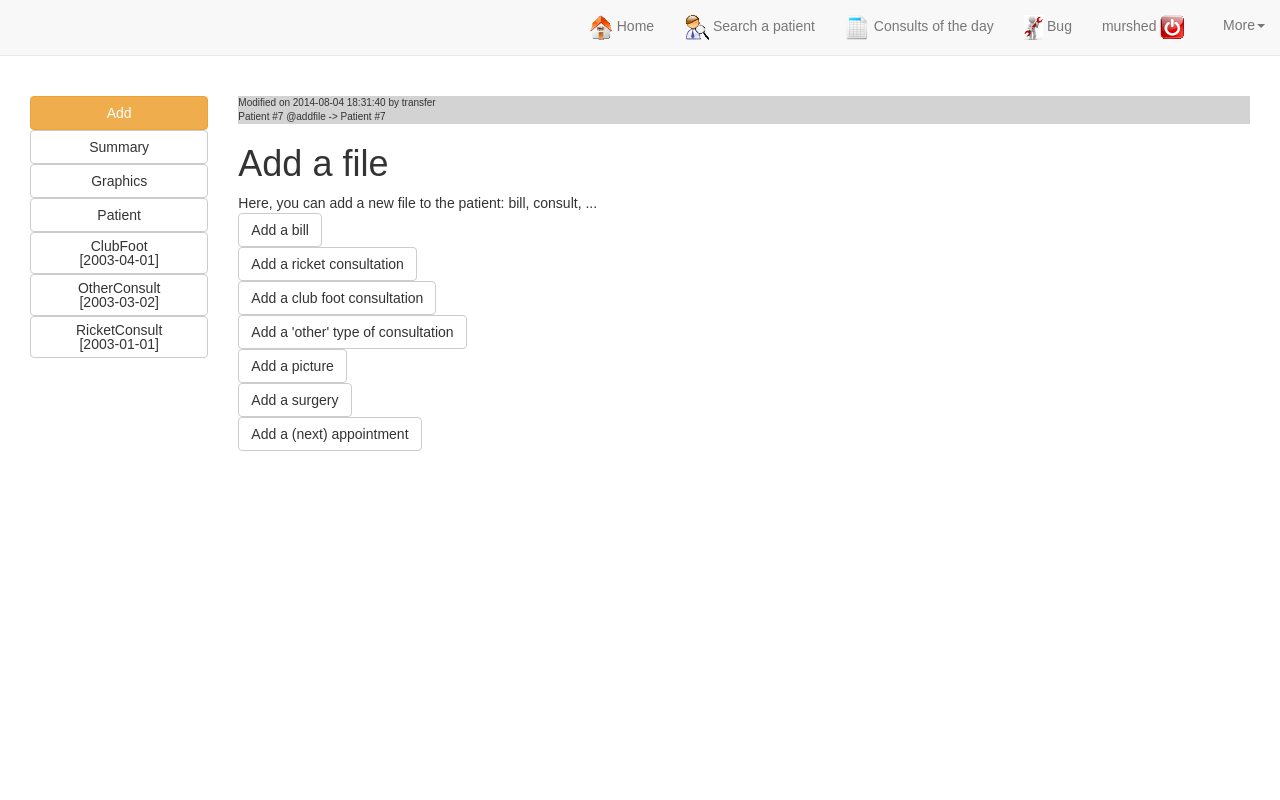 Home
Search a patient
Consults of the day
Bug
murshed
More
Add
Summary
Graphics
Patient
ClubFoot
[2003-04-01]
OtherConsult
[2003-03-02]
RicketConsult
[2003-01-01]
Modified on 2014-08-04 18:31:40 by transfer
Patient #7 @addfile -> Patient #7
Add a file
Here, you can add a new file to the patient: bill, consult, ...
Add a bill
Add a ricket consultation
Add a club foot consultation
Add a 'other' type of consultation
Add a picture
Add a surgery
Add a (next) appointment